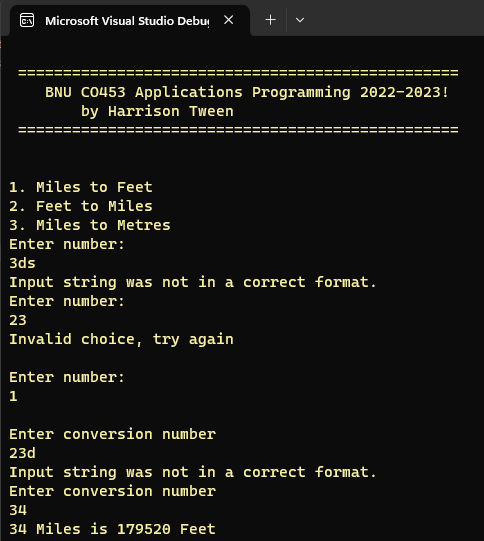 Microsoft Visual Studio Debu
==================================================
BNU CO453 Applications Programming 2022-2023!
by Harrison Tween
==================================================
1. Miles to Feet
2. Feet to Miles
3. Miles to Metres
Enter number:
3ds
Input string was not in a correct format.
Enter number:
23
Invalid choice, try again
Enter number:
1
Enter conversion number
23d
Input string was not in a correct format.
Enter conversion number
34
34 Miles is 179520 Feet